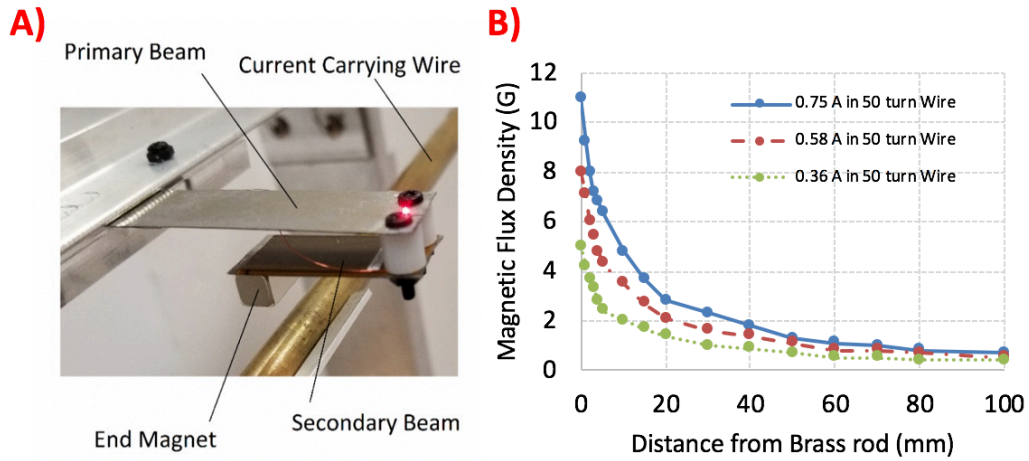 A)
Primary Beam
Current Carrying Wire
End Magnet
Secondary Beam
B)
Magnetic Flux Density (G)
12
10
8
6
4
2
0
0.75 A in 50 turn Wire
0.58 A in 50 turn Wire
0.36 A in 50 turn Wire
0 20 40 60 80 100
Distance from Brass rod (mm)